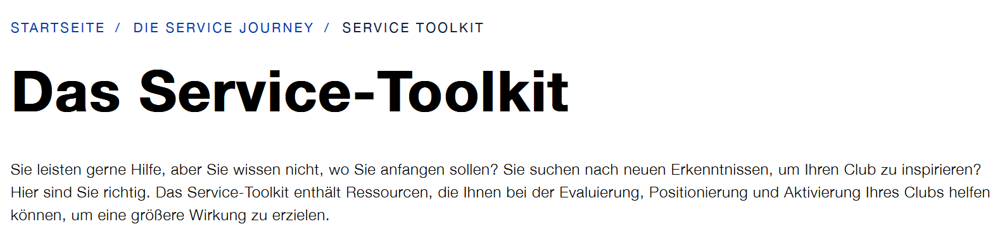 STARTSEITE / DIE SERVICE JOURNEY / SERVICE TOOLKIT
Das Service-Toolkit
Sie leisten gerne Hilfe, aber Sie wissen nicht, wo Sie anfangen sollen? Sie suchen nach neuen Erkenntnissen, um Ihren Club zu inspirieren?
Hier sind Sie richtig. Das Service-Toolkit enthält Ressourcen, die Ihnen bei der Evaluierung, Positionierung und Aktivierung Ihres Clubs helfen
können, um eine größere Wirkung zu erzielen.